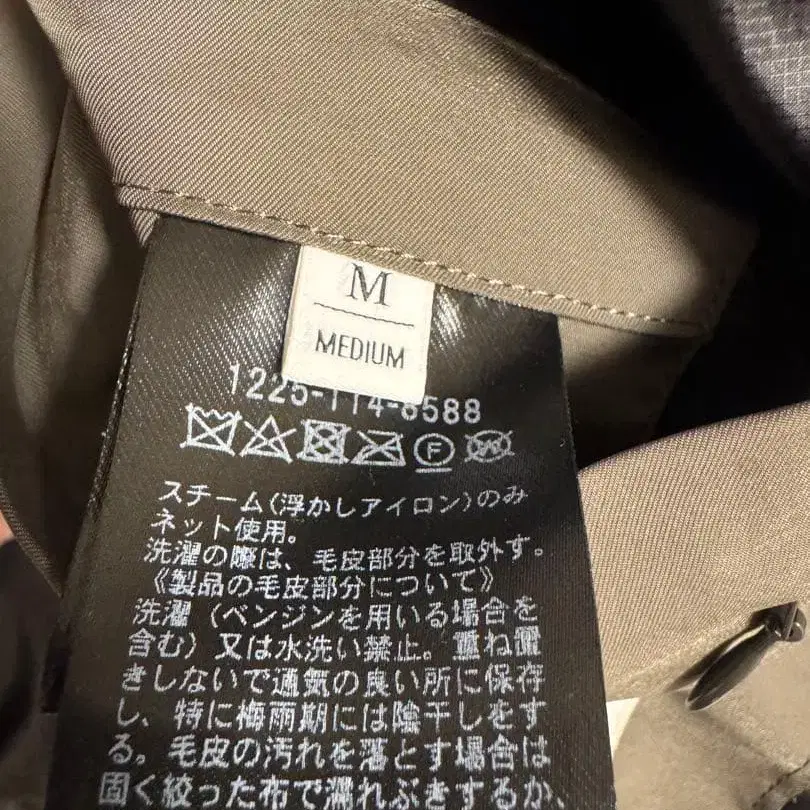 M
MEDIUM
1225-114-8588
F W
スチーム(浮かしアイロン)のみ
ネット使用。
洗濯の際は、毛皮部分を取外す。
《製品の毛皮部分について》
洗濯(ベンジンを用いる場合を
含む)又は水洗い禁止。重ね置
きしないで通気の良い所に保存
し、特に梅雨期には陰干しをす
る。毛皮の汚れを落とす場合は
固く絞った布で濡れぶきするか、